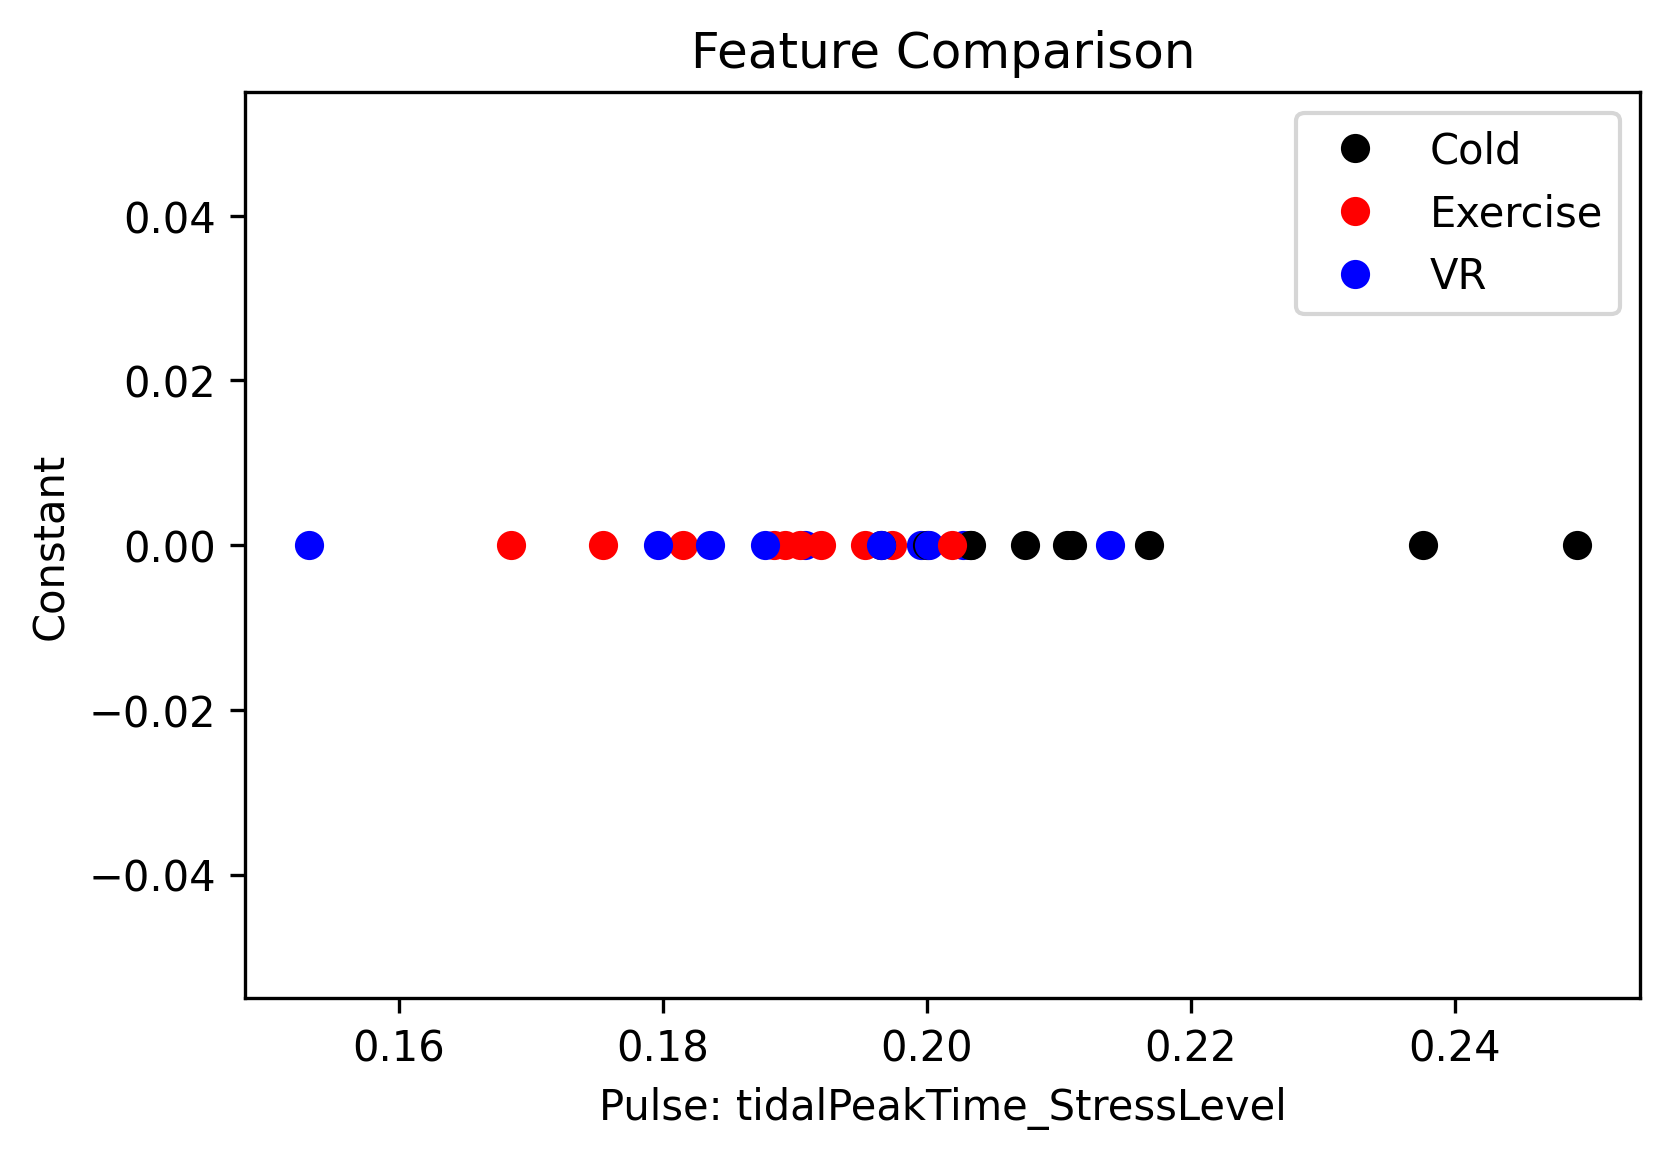 Feature Comparison
Cold
Exercise
VR
0.04
0.02
0.00
−0.02
−0.04
Constant
0.16 0.18 0.20 0.22 0.24
Pulse: tidalPeakTime_StressLevel